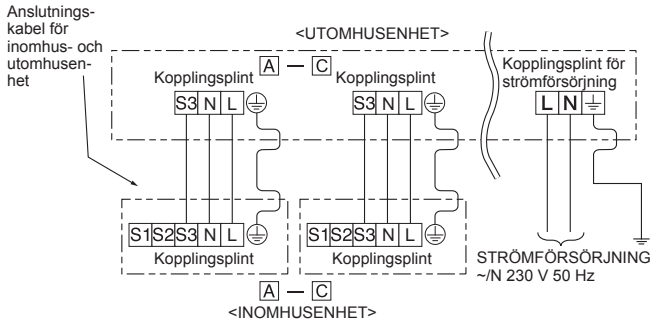 Anslutnings-
kabel för
inomhus- och
utomhusen-
het
<UTOMHUSENHET>
A — C
Kopplingsplint
Kopplingsplint
Kopplingsplint för
strömförsörjning
S3 N L
S3 N L
L N
S1 S2 S3 N L
S1 S2 S3 N L
Kopplingsplint
Kopplingsplint
STRÖMFÖRSÖRJNING
~/N 230 V 50 Hz
A — C
<INOMHUSENHET>